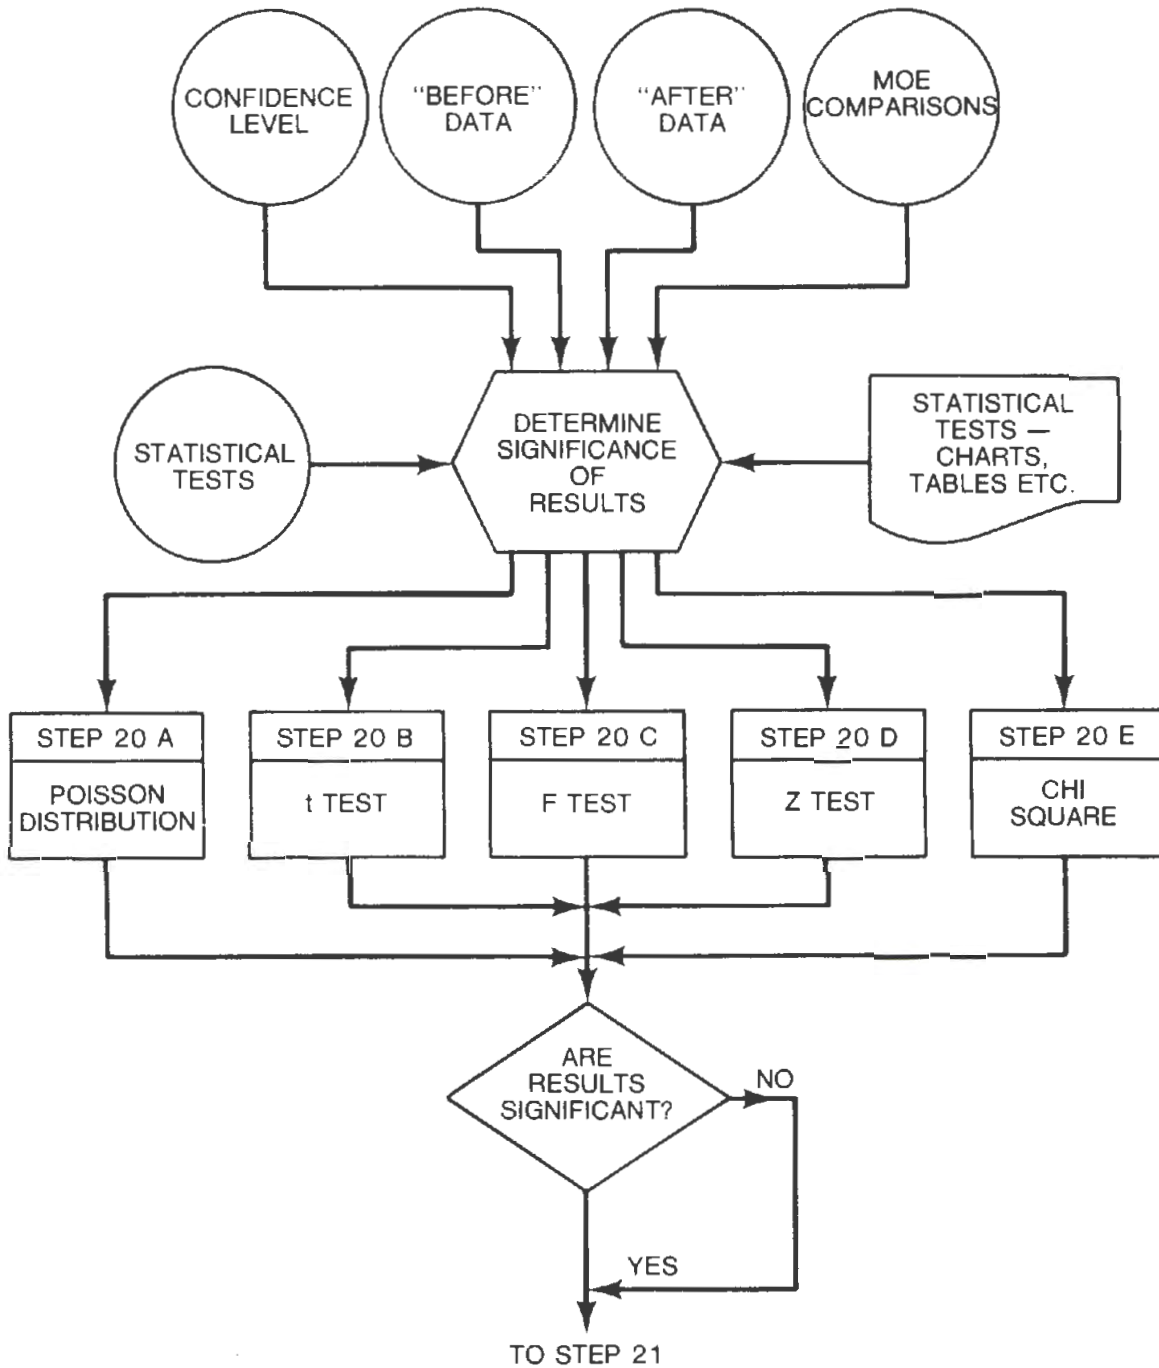 CONFIDENCE
LEVEL
"BEFORE"
DATA
"AFTER"
DATA
MOE
COMPARISONS
STATISTICAL
TESTS
DETERMINE
SIGNIFICANCE
OF
RESULTS
STATISTICAL
TESTS —
CHARTS,
TABLES ETC.
STEP 20 A
POISSON
DISTRIBUTION
STEP 20 B
t TEST
STEP 20 C
F TEST
STEP 20 D
Z TEST
STEP 20 E
CHI
SQUARE
ARE
RESULTS
SIGNIFICANT?
NO
YES
TO STEP 21